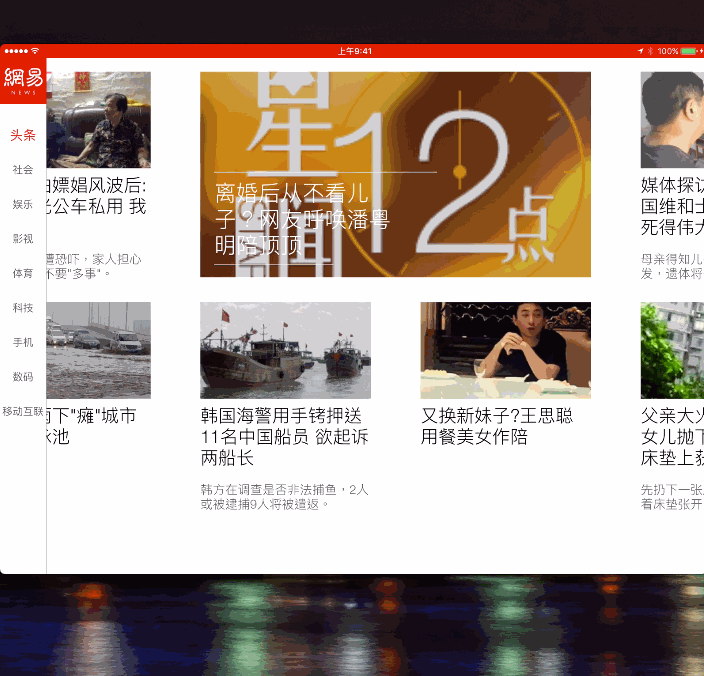 上午9:41
100%
網易
NEWS
头条
社会
娱乐
影视
体育
科技
手机
数码
移动互联
嫖娼风波后:
公车私用 我
遭恐吓，家人担心
不要"多事"。
下"瘫"城市
泳池
星
12
点
新闻
离婚后从不看儿
子？网友呼唤潘粤
明陪顶顶
韩国海警用手铐押送
11名中国船员 欲起诉
两船长
韩方在调查是否非法捕鱼，2人
或被逮捕9人将被遣返。
又换新妹子?王思聪
用餐美女作陪
媒体探访
国维和士
死得伟大
母亲得知儿
发，遗体将
父亲大火
女儿抛下
床垫上获
先扔下一张
着床垫张开